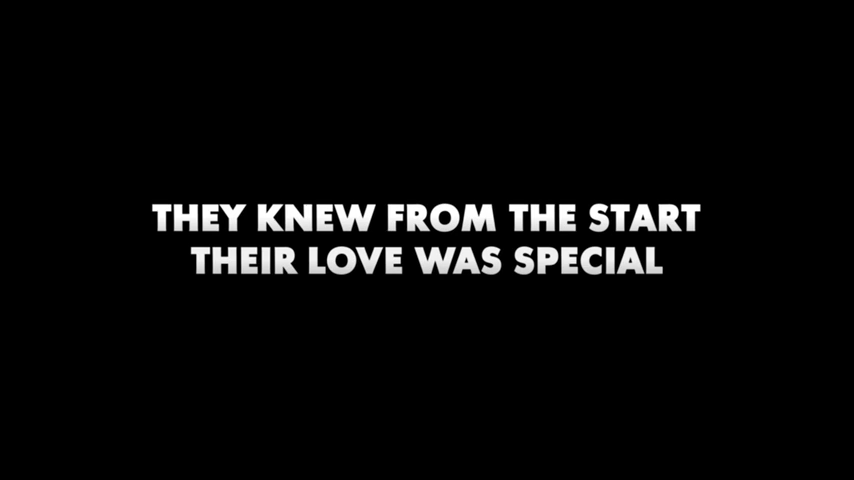 THEY KNEW FROM THE START
THEIR LOVE WAS SPECIAL